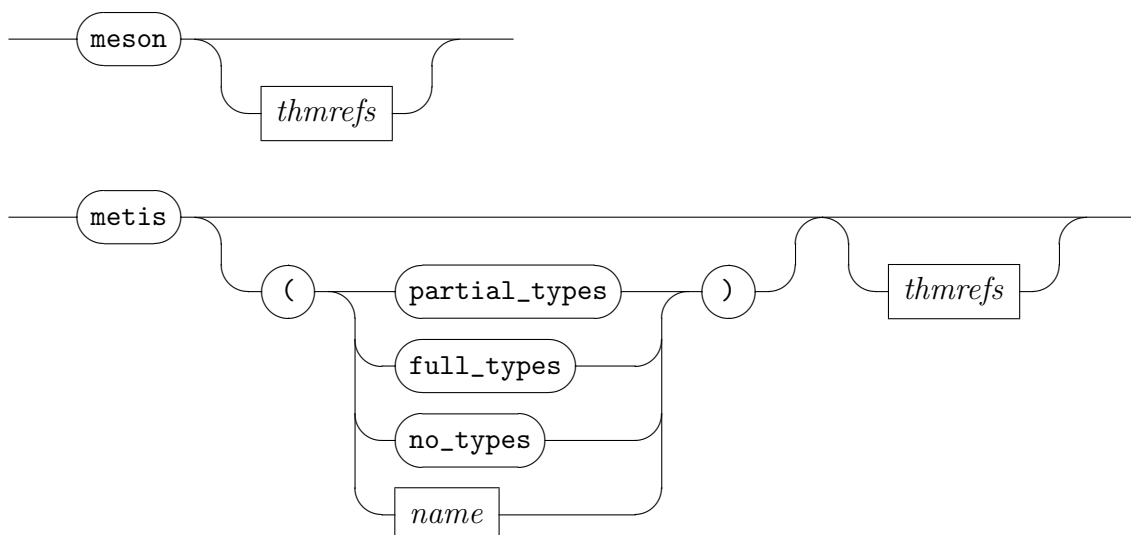 meson
thmrefs
metis
( partial_types ) thmrefs
full_types
no_types
name